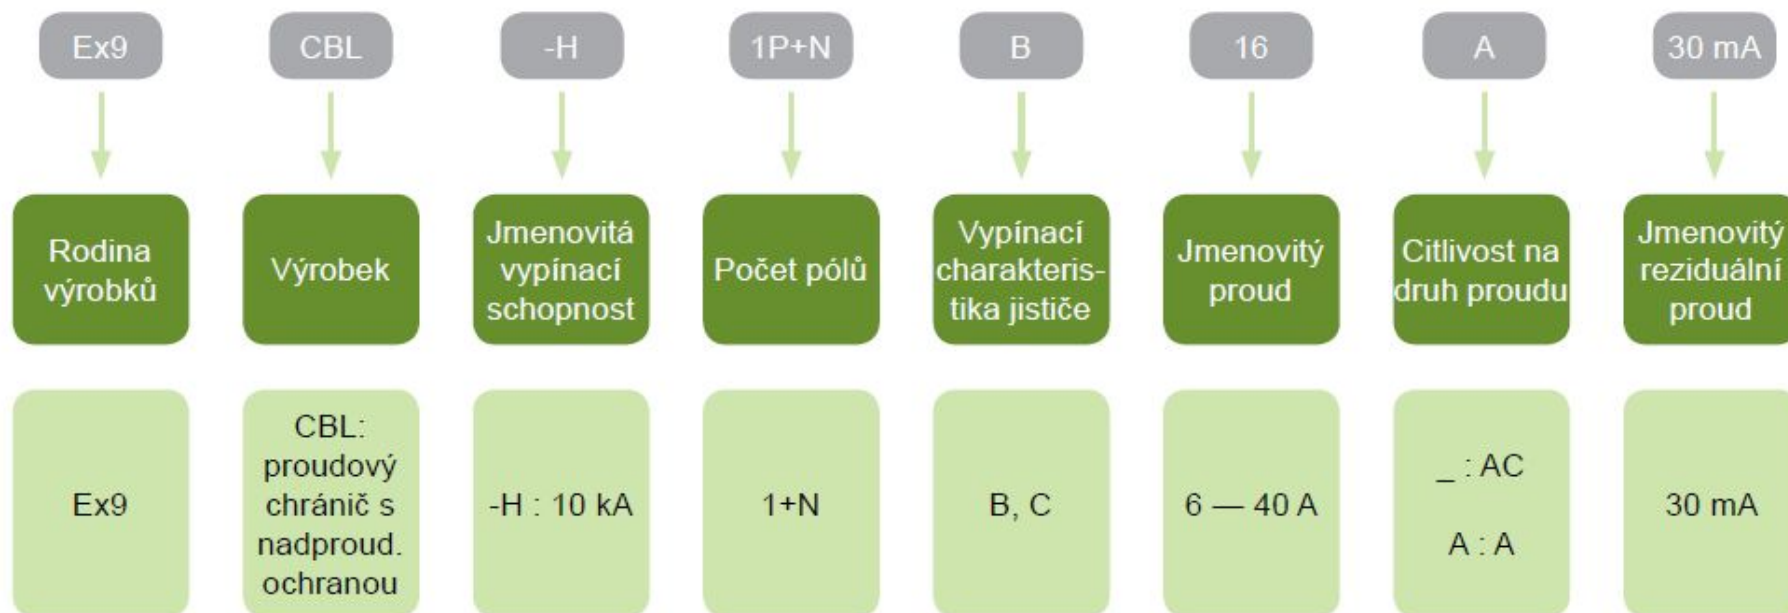 Ex9
CBL
-H
1P+N
B
16
A
30 mA
Rodina
výrobků
Výrobek
Jmenovitá
vypínací
schopnost
Počet pólů
Vypínací
charakteris-
tika jističe
Jmenovitý
proud
Citlivost na
druh proudu
Jmenovitý
reziduální
proud
Ex9
CBL:
proudový
chránič s
nadproud.
ochranou
-H : 10 kA
1+N
B, C
6 — 40 A
_ : AC
A : A
30 mA